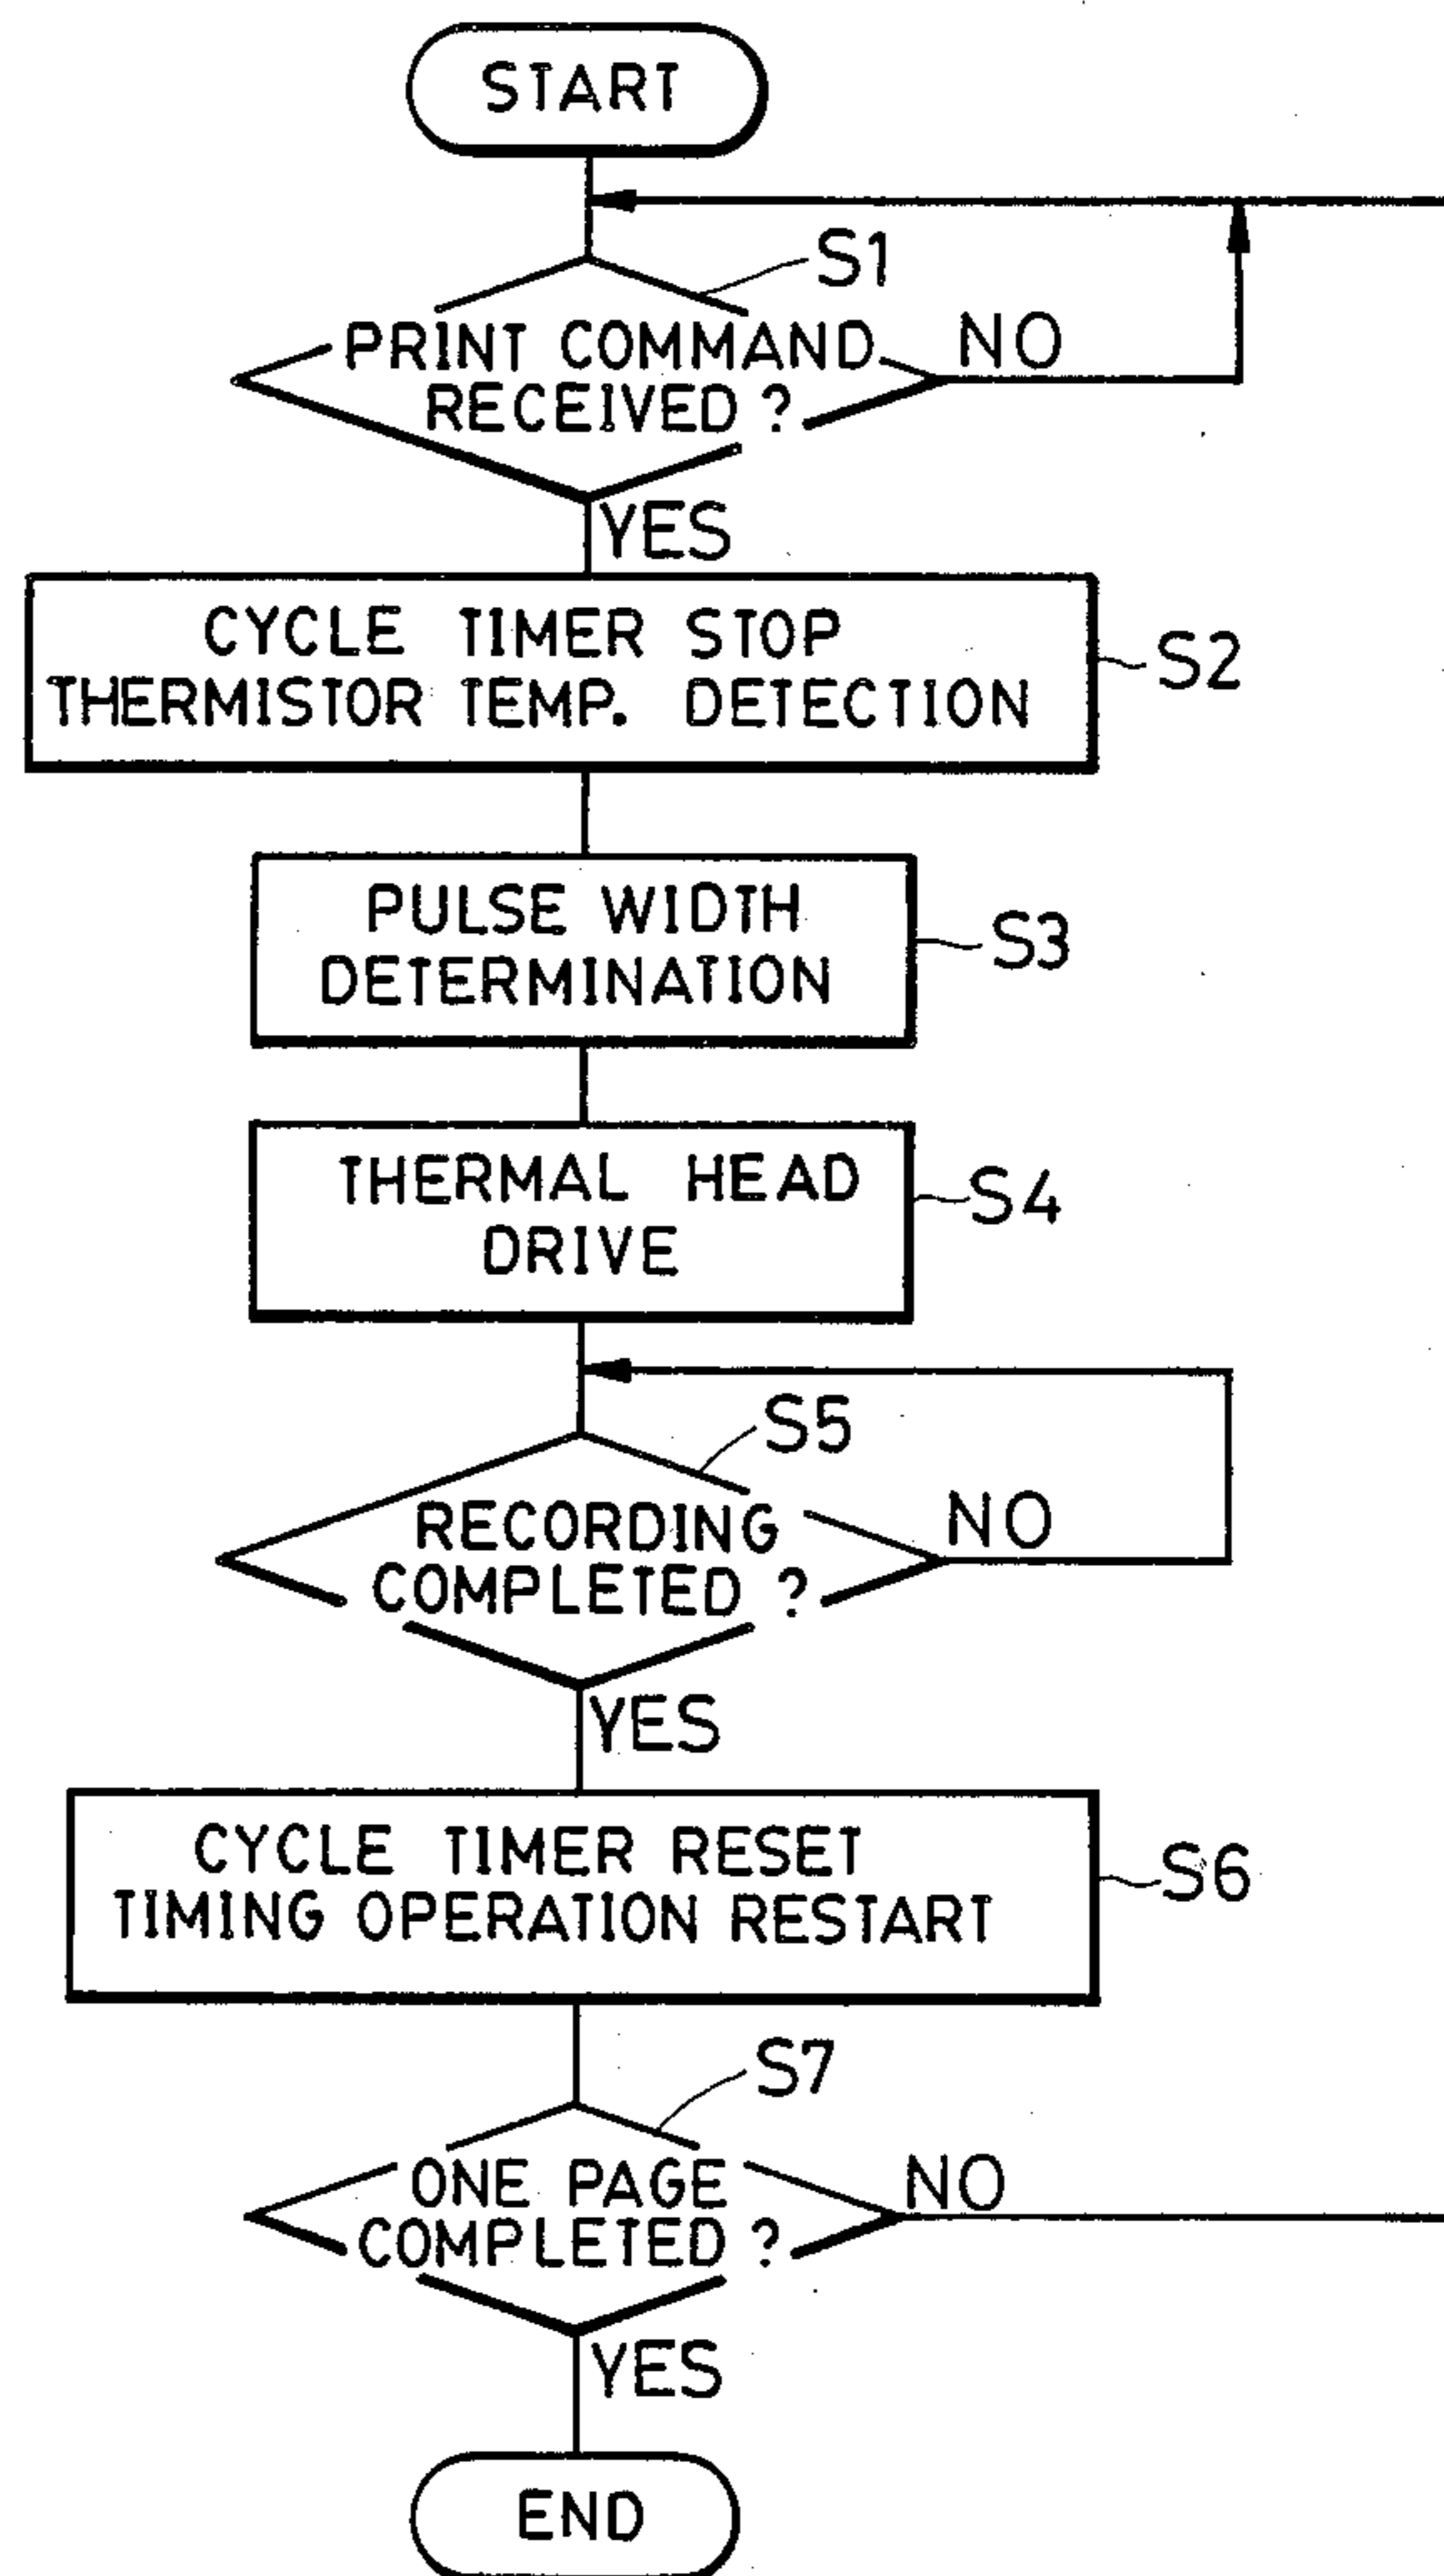 START
S1
PRINT COMMAND
RECEIVED ?
NO
YES
CYCLE TIMER STOP
THERMISTOR TEMP. DETECTION
S2
PULSE WIDTH
DETERMINATION
S3
THERMAL HEAD
DRIVE
S4
S5
RECORDING
COMPLETED ?
NO
YES
CYCLE TIMER RESET
TIMING OPERATION RESTART
S6
S7
ONE PAGE
COMPLETED ?
NO
YES
END